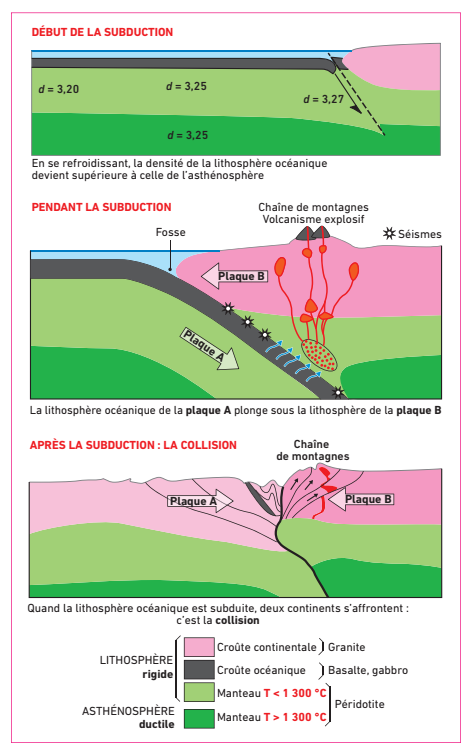 DÉBUT DE LA SUBDUCTION
d = 3,20
d = 3,25
d = 3,27
d = 3,25
En se refroidissant, la densité de la lithosphère océanique
devient supérieure à celle de l'asthénosphère
PENDANT LA SUBDUCTION
Chaîne de montagnes
Volcanisme explosif
Fosse
Séismes
Plaque B
Plaque A
La lithosphère océanique de la plaque A plonge sous la lithosphère de la plaque B
APRÈS LA SUBDUCTION : LA COLLISION
Chaîne
de montagnes
Plaque A
Plaque B
Quand la lithosphère océanique est subduite, deux continents s'affrontent :
c'est la collision
LITHOSPHÈRE
rigide
Croûte continentale
Granite
Croûte océanique
Basalte, gabbro
Manteau T < 1 300 °C
ASTHÉNOSPHÈRE
ductile
Manteau T > 1 300 °C
Péridotite